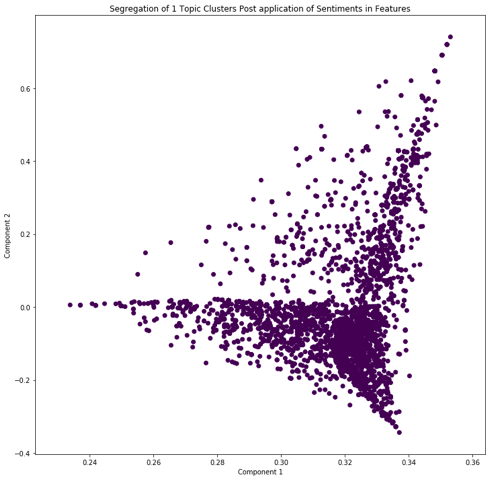 Segregation of 1 Topic Clusters Post application of Sentiments in Features
Component 2
0.6
0.4
0.2
0.0
−0.2
−0.4
0.24 0.26 0.28 0.30 0.32 0.34 0.36
Component 1